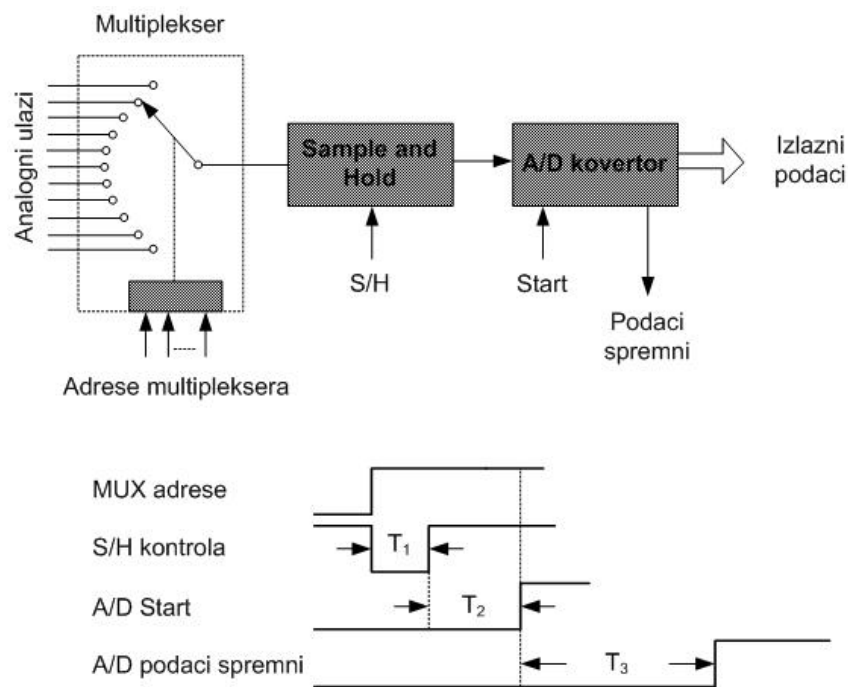 Multiplekser
Analogni ulazi
Sample and
Hold
A/D kovertor
Izlazni
podaci
S/H
Start
Podaci
spremni
Adrese multipleksera
MUX adrese
S/H kontrola
T1
A/D Start
T2
A/D podaci spremni
T3